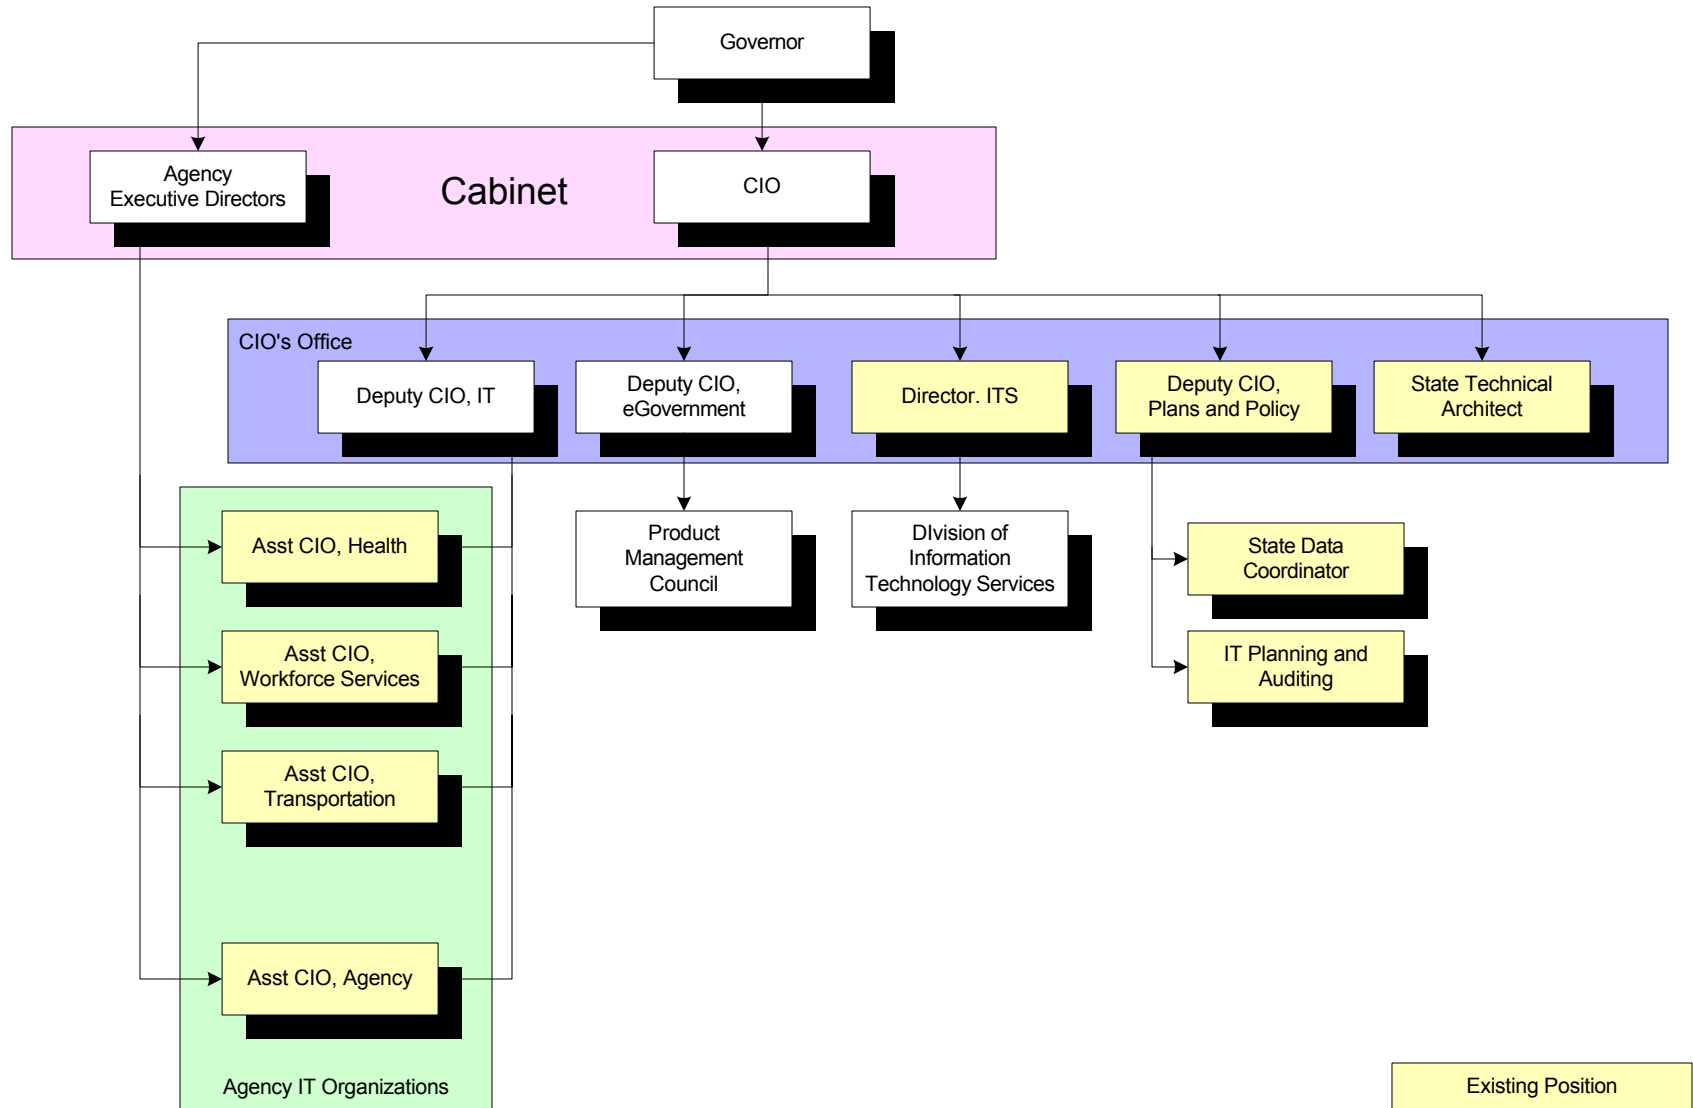 Governor
Agency
Executive Directors
Cabinet
CIO
CIO's Office
Deputy CIO, IT
Deputy CIO,
eGovernment
Director. ITS
Deputy CIO,
Plans and Policy
State Technical
Architect
Asst CIO, Health
Product
Management
Council
DIvision of
Information
Technology Services
State Data
Coordinator
Asst CIO,
Workforce Services
IT Planning and
Auditing
Asst CIO,
Transportation
Asst CIO, Agency
Agency IT Organizations
Existing Position